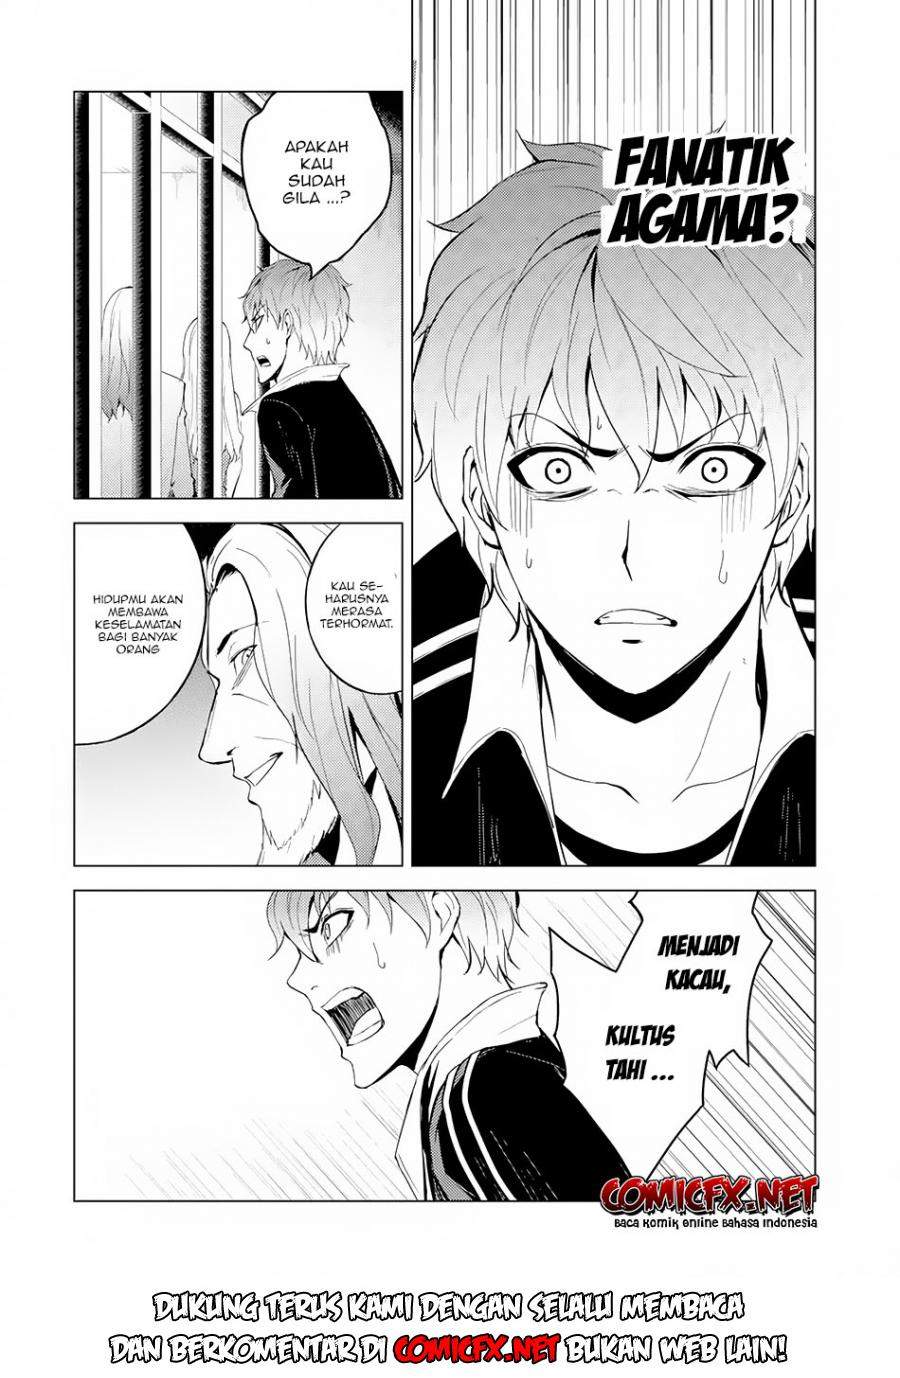 FANATIK
AGAMA?
APAKAH
KAU
SUDAH
GILA ...?
KAU SE-
HARUSNYA
MERASA
TERHORMAT.
HIDUPMU AKAN
MEMBAWA
KESELAMATAN
BAGI BANYAK
ORANG
MENJADI
KACAU,
KULTUS
TAHI ...
COMICFX.NET
BACA KOMIK ONLINE BAHASA INDONESIA
DUKUNG TERUS KAMI DENGAN SELALU MEMBACA
DAN BERKOMENTAR DI COMICFX.NET BUKAN WEB LAIN!